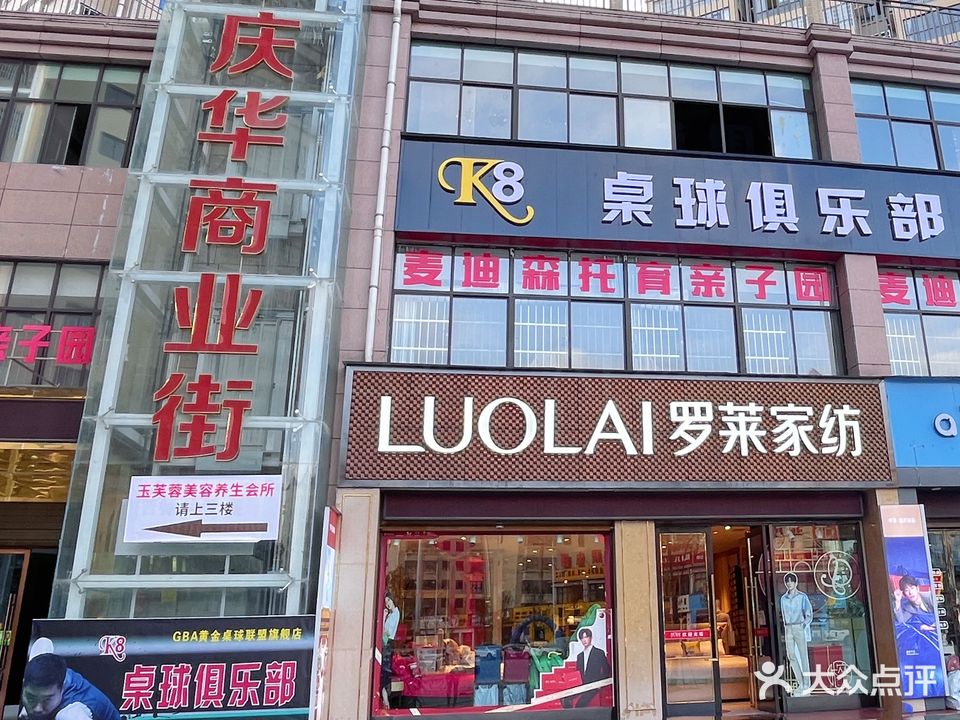 庆华商业街
玉芙蓉美容养生会所
请上三楼
K8 桌球俱乐部
麦迪森托育亲子园
麦迪
亲子园
LUOLAI 罗莱家纺
a
K8
GBA黄金桌球联盟旗舰店
桌球俱乐部
大众点评